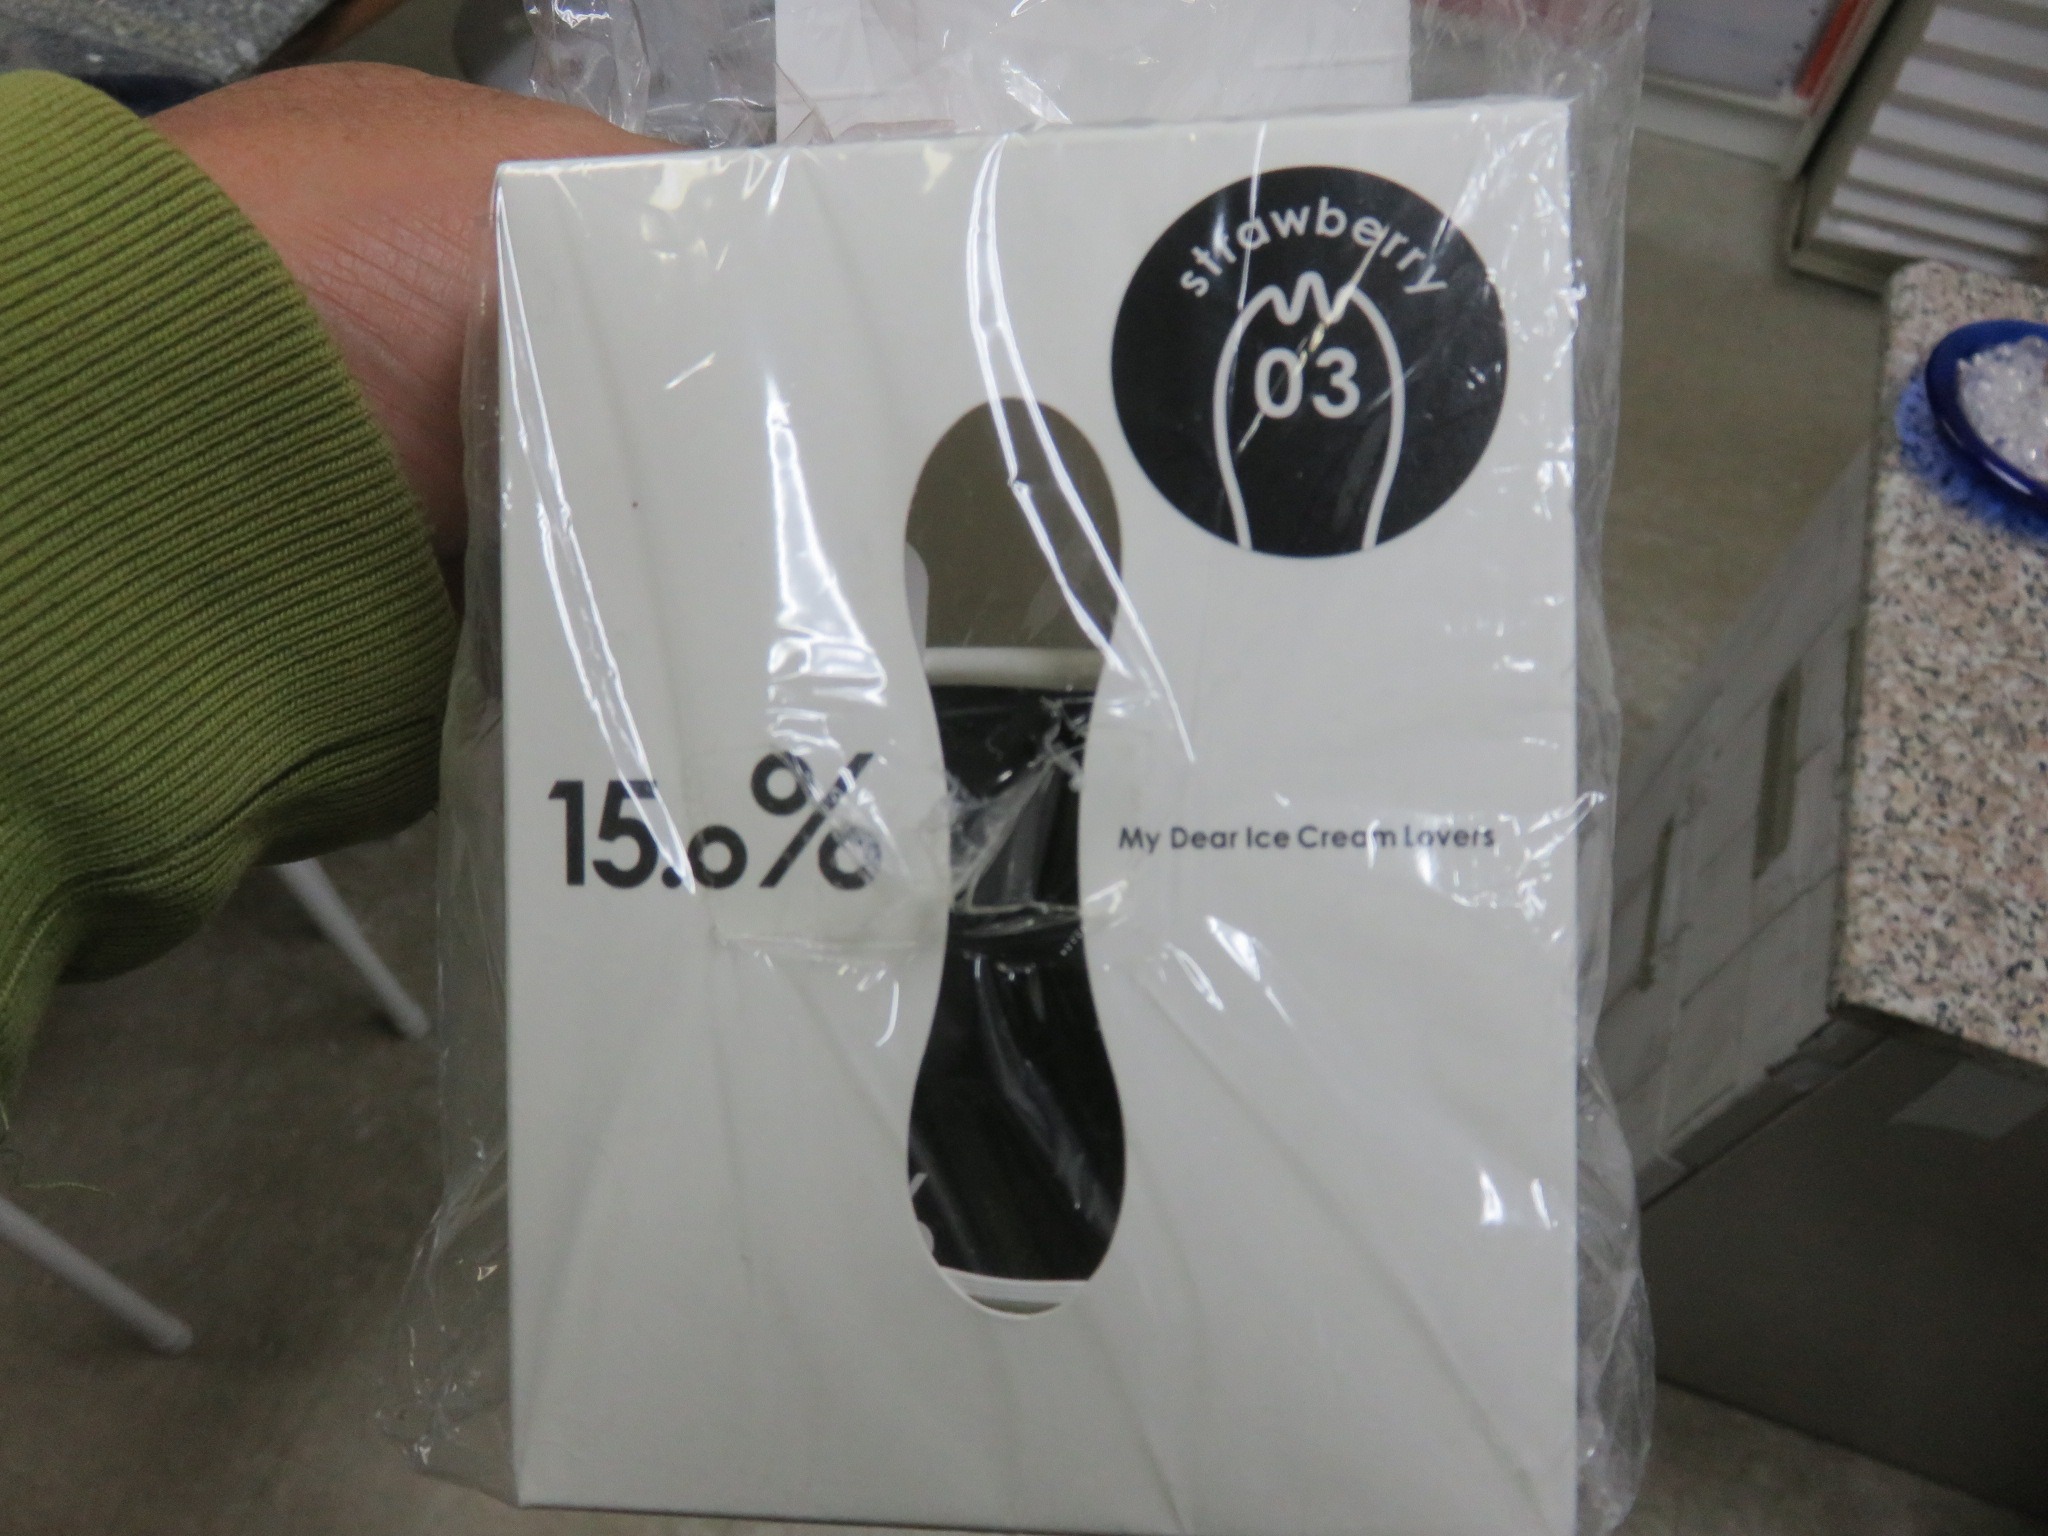 strawberry
03
15.0%
My Dear Ice Cream Lovers